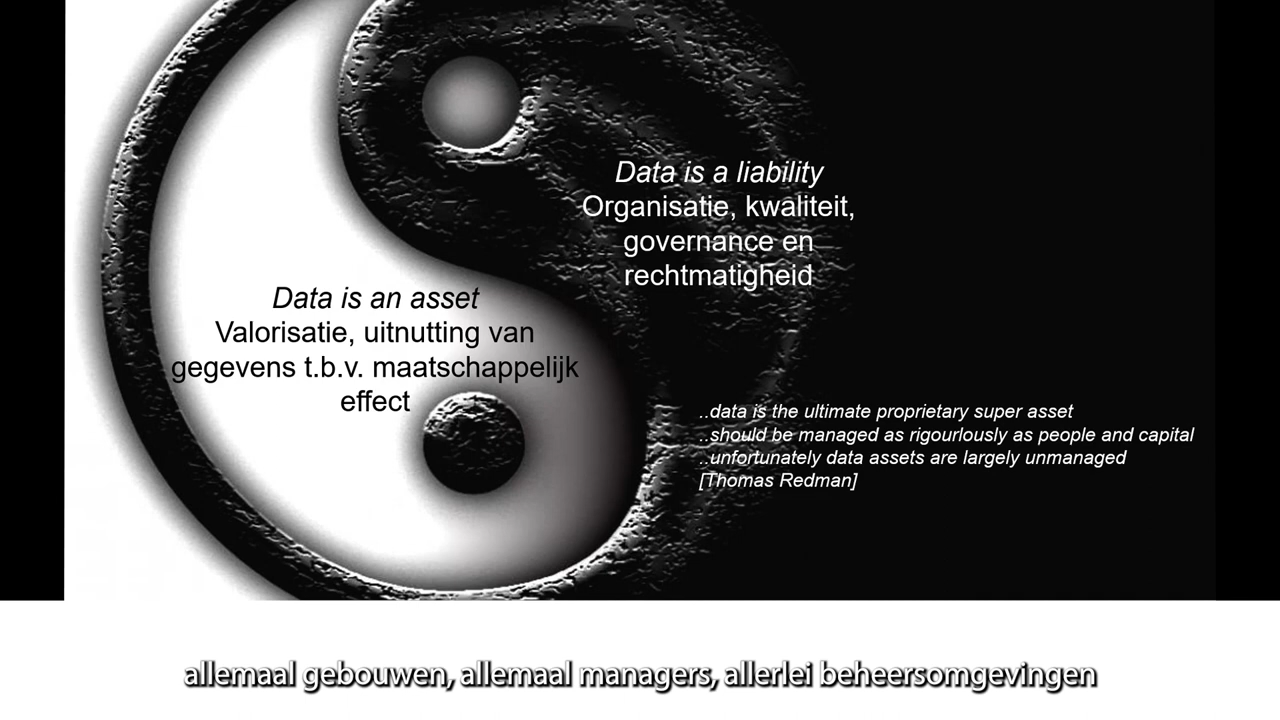 Data is a liability
Organisatie, kwaliteit,
governance en
rechtmatigheid
Data is an asset
Valorisatie, uitnutting van
gegevens t.b.v. maatschappelijk
effect
..data is the ultimate proprietary super asset
..should be managed as rigourlously as people and capital
..unfortunately data assets are largely unmanaged
[Thomas Redman]
allemaal gebouwen, allemaal managers, allerlei beheersomgevingen